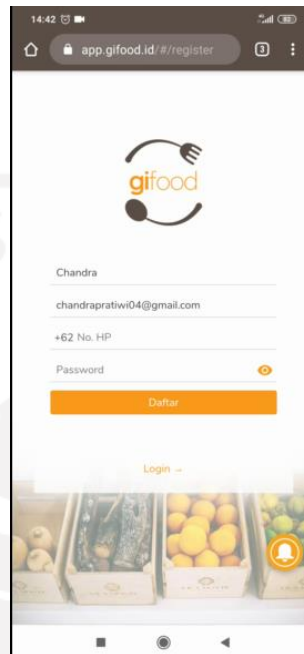 14:42
app.gifood.id/#/register
3
gifood
Chandra
chandrapratiwi04@gmail.com
+62 No. HP
Password
Daftar
Login →